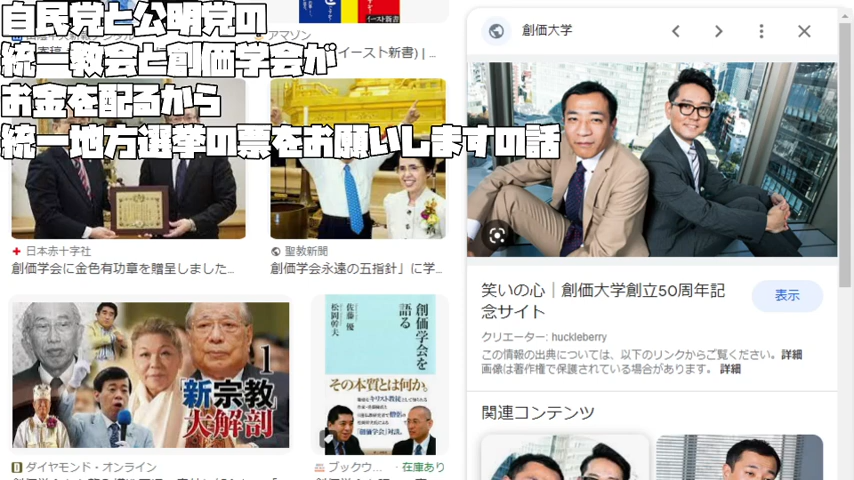 自民党と公明党の
統一教会と創価学会が
お金を配るから
統一地方選挙の票をお願いしますの話
アマゾン
イースト新書) | ...
イースト新書
日本赤十字社
創価学会に金色有功章を贈呈しました...
聖教新聞
創価学会永遠の五指針」に学...
1
「新宗教
大解剖
ダイヤモンド・オンライン
創価学会を
語る
佐藤 優
松岡幹夫
その本質とは何か。
ブックウ... · 在庫あり
創価大学
笑いの心｜創価大学創立50周年記
念サイト
表示
クリエーター: huckleberry
この情報の出典については、以下のリンクからご覧ください。詳細
画像は著作権で保護されている場合があります。 詳細
関連コンテンツ